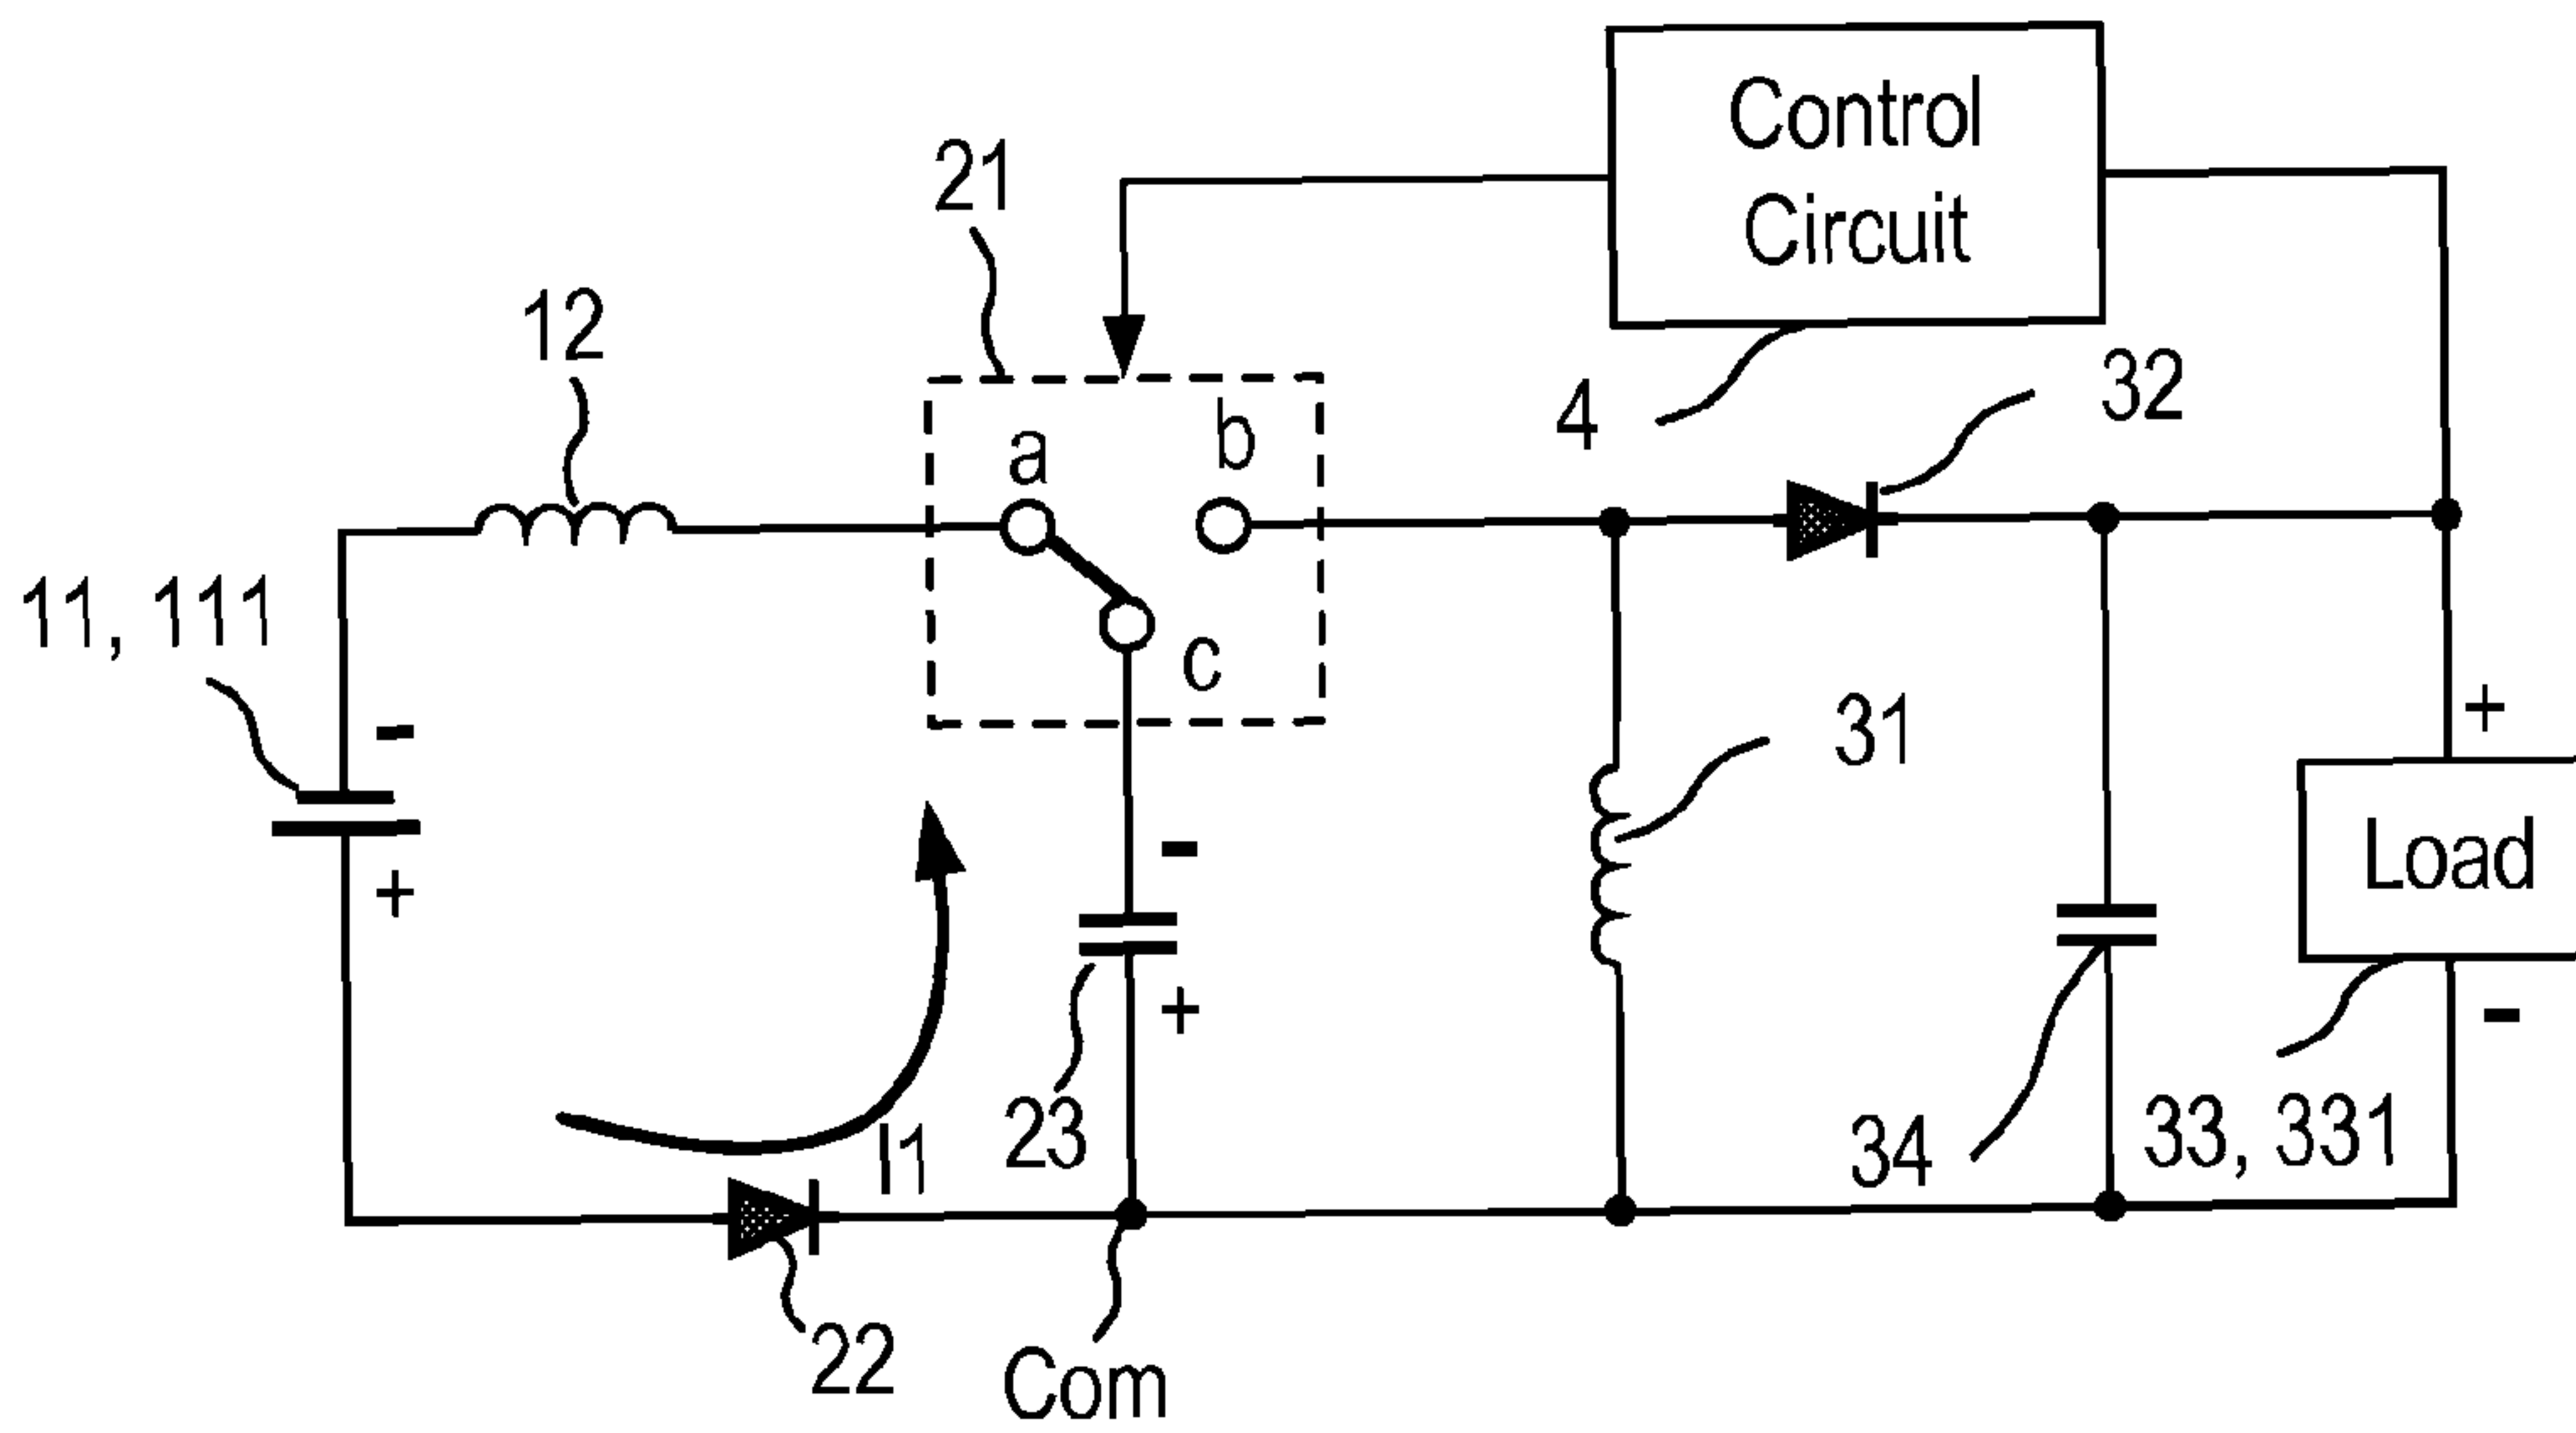 Control
Circuit
21
12
4
32
a
b
c
11, 111
-
+
31
-
+
+
Load
-
I1
23
34
33, 331
22
Com